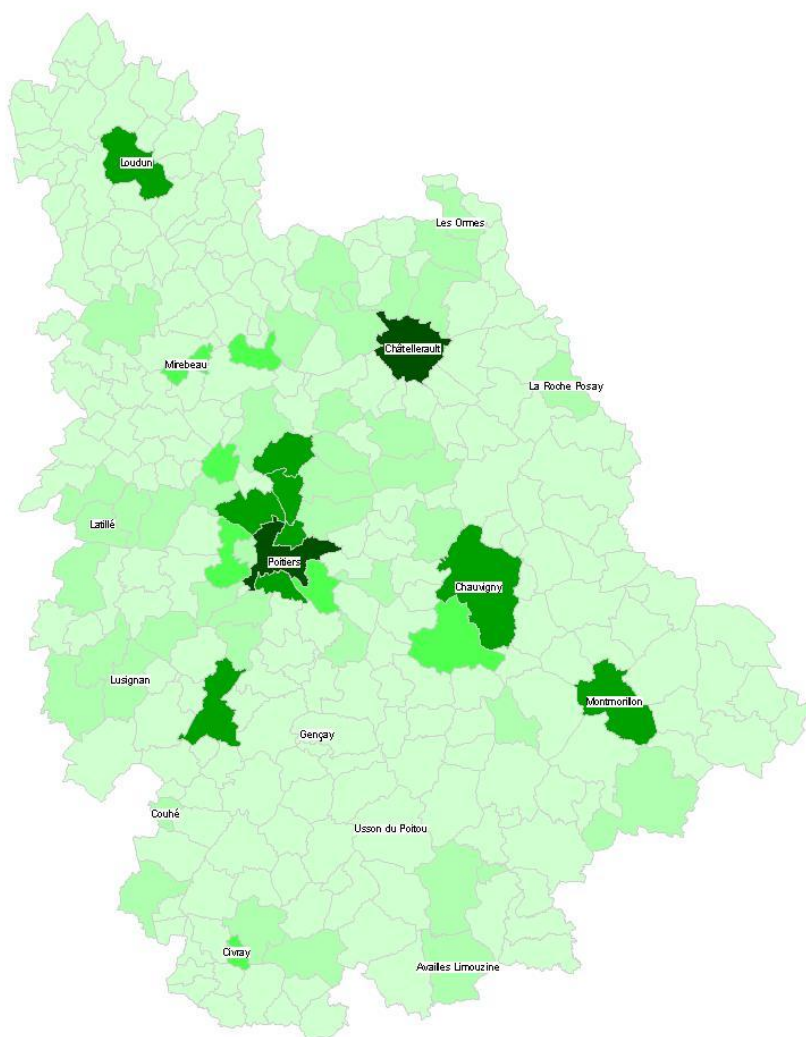 Loudun
Les Ormes
Châtellerault
Mirebeau
La Roche Posay
Latillé
Poitiers
Chauvigny
Lusignan
Montmorillon
Gençay
Couhé
Usson du Poitou
Civray
Availles Limouzine